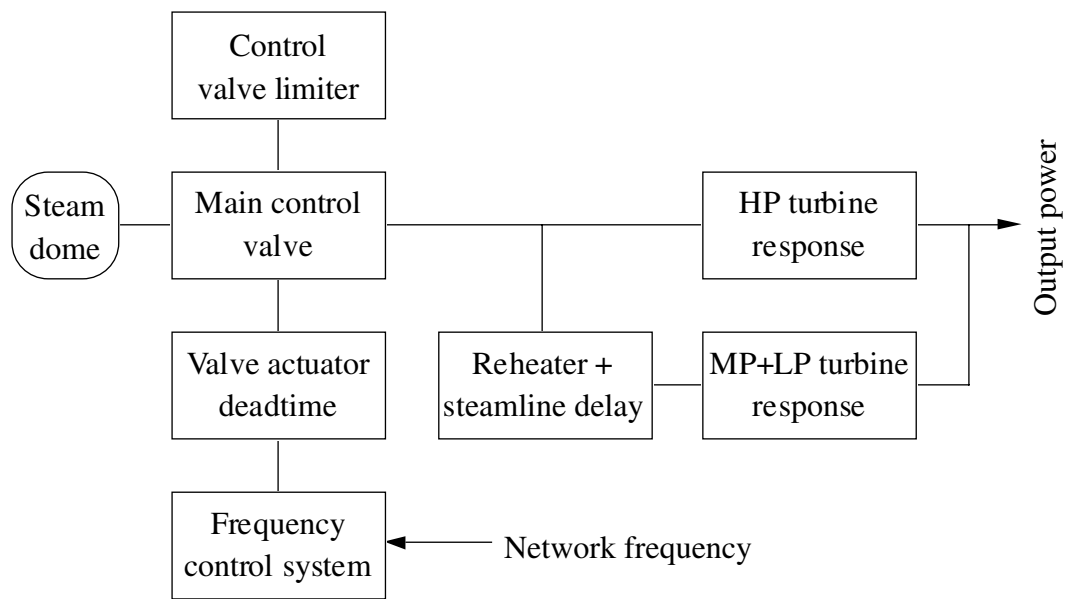 Control
valve limiter
Steam
dome
Main control
valve
HP turbine
response
Output power
Valve actuator
deadtime
Reheater +
steamline delay
MP+LP turbine
response
Frequency
control system
Network frequency